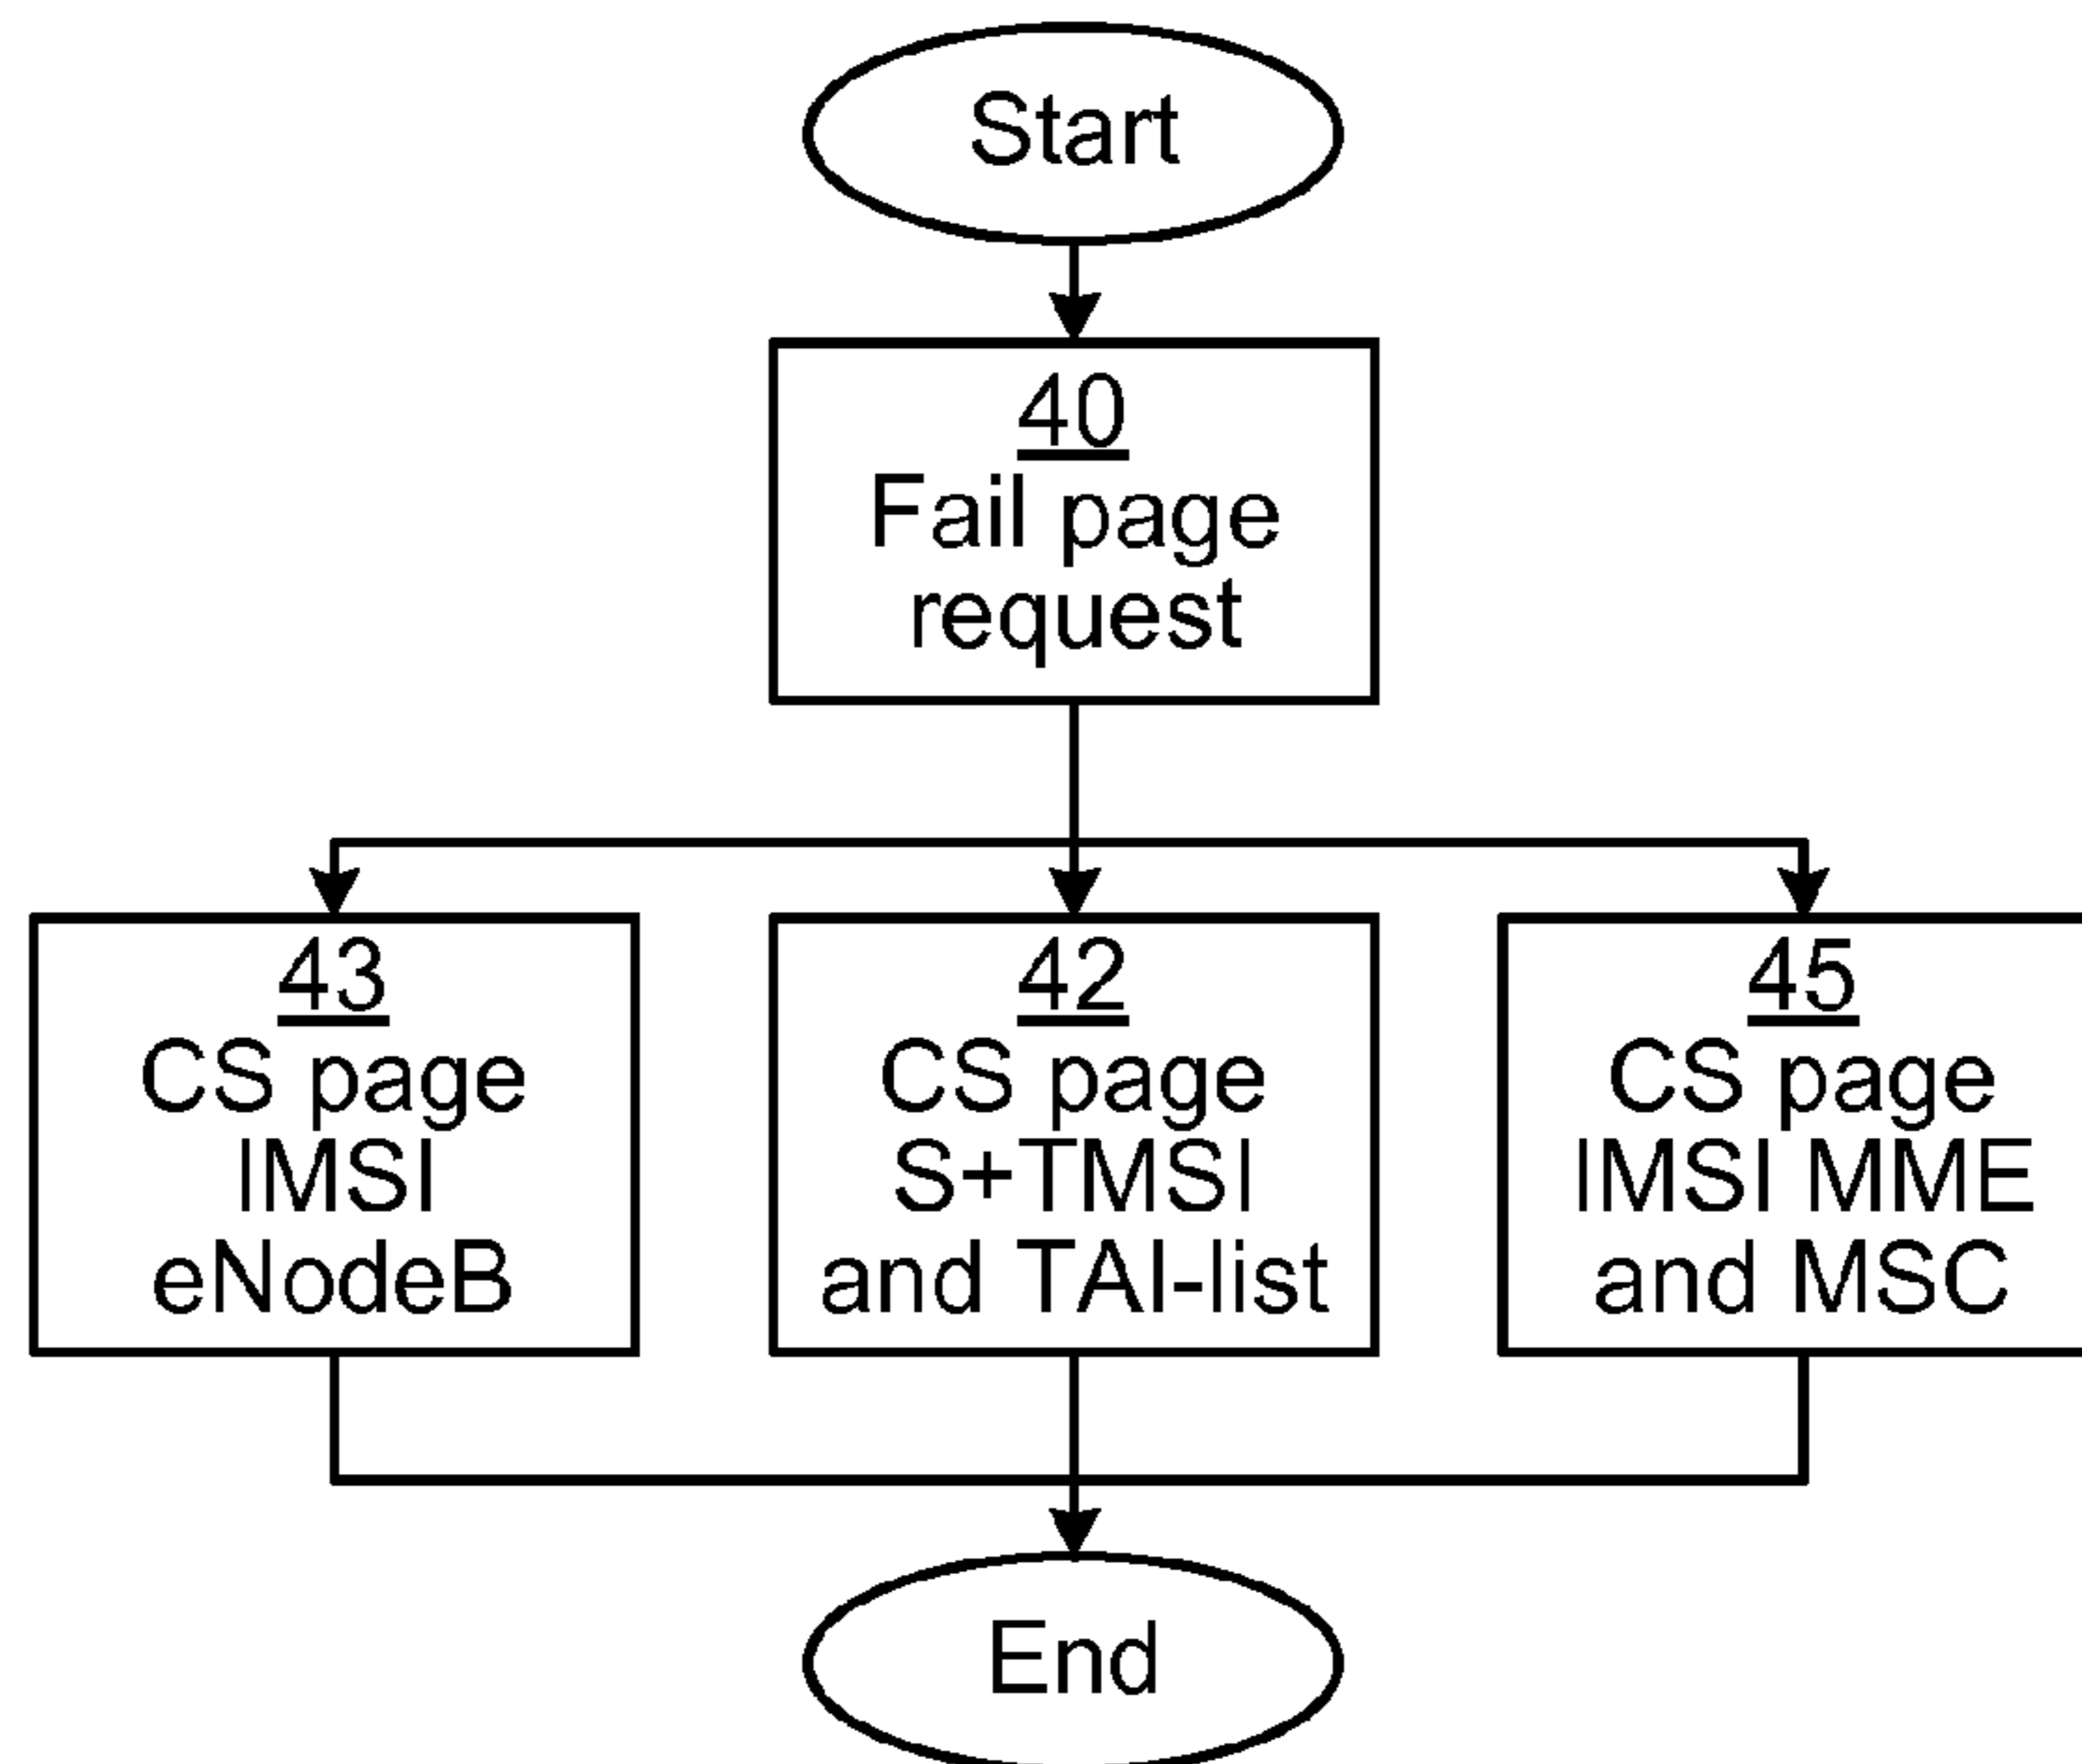 Start
40
Fail page
request
43
CS page
IMSI
eNodeB
42
CS page
S+TMSI
and TAI-list
45
CS page
IMSI MME
and MSC
End